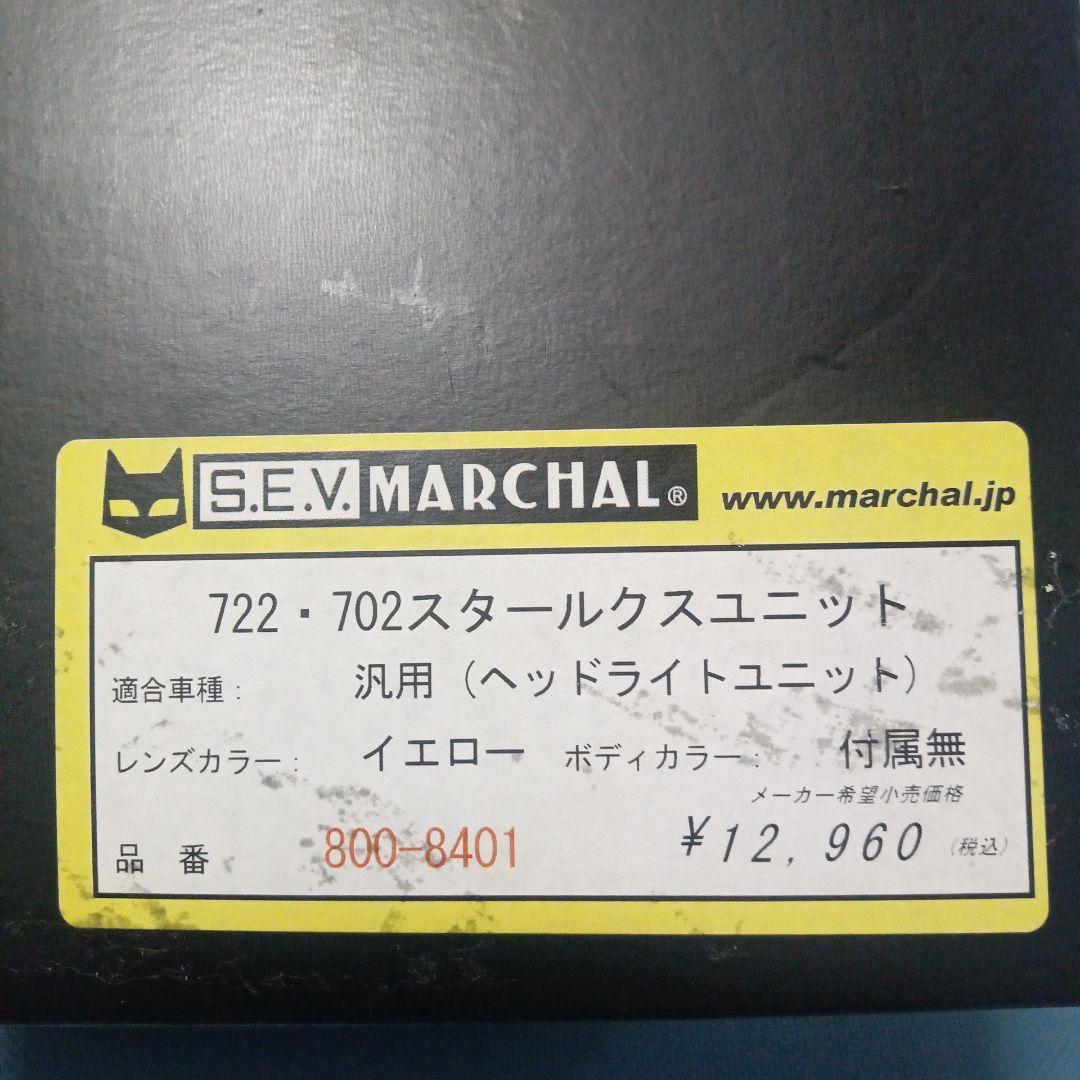 S.E.V. MARCHAL® www.marchal.jp
722・702スタールクスユニット
適合車種： 汎用（ヘッドライトユニット）
レンズカラー： イエロー ボディカラー： 付属無
メーカー希望小売価格
品 番 800-8401 ¥12,960 (税込)